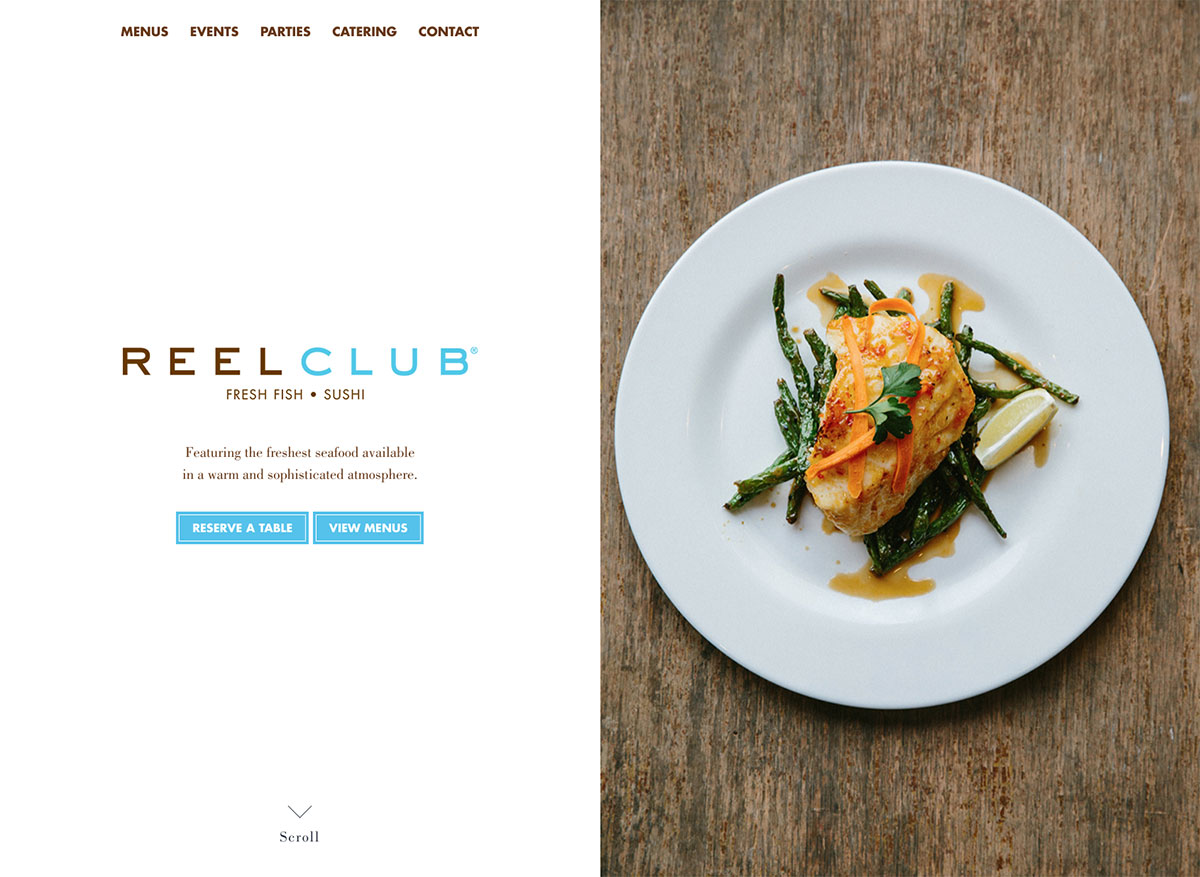 MENUS EVENTS PARTIES CATERING CONTACT
REEL CLUB®
FRESH FISH • SUSHI
Featuring the freshest seafood available
in a warm and sophisticated atmosphere.
RESERVE A TABLE VIEW MENUS
Scroll